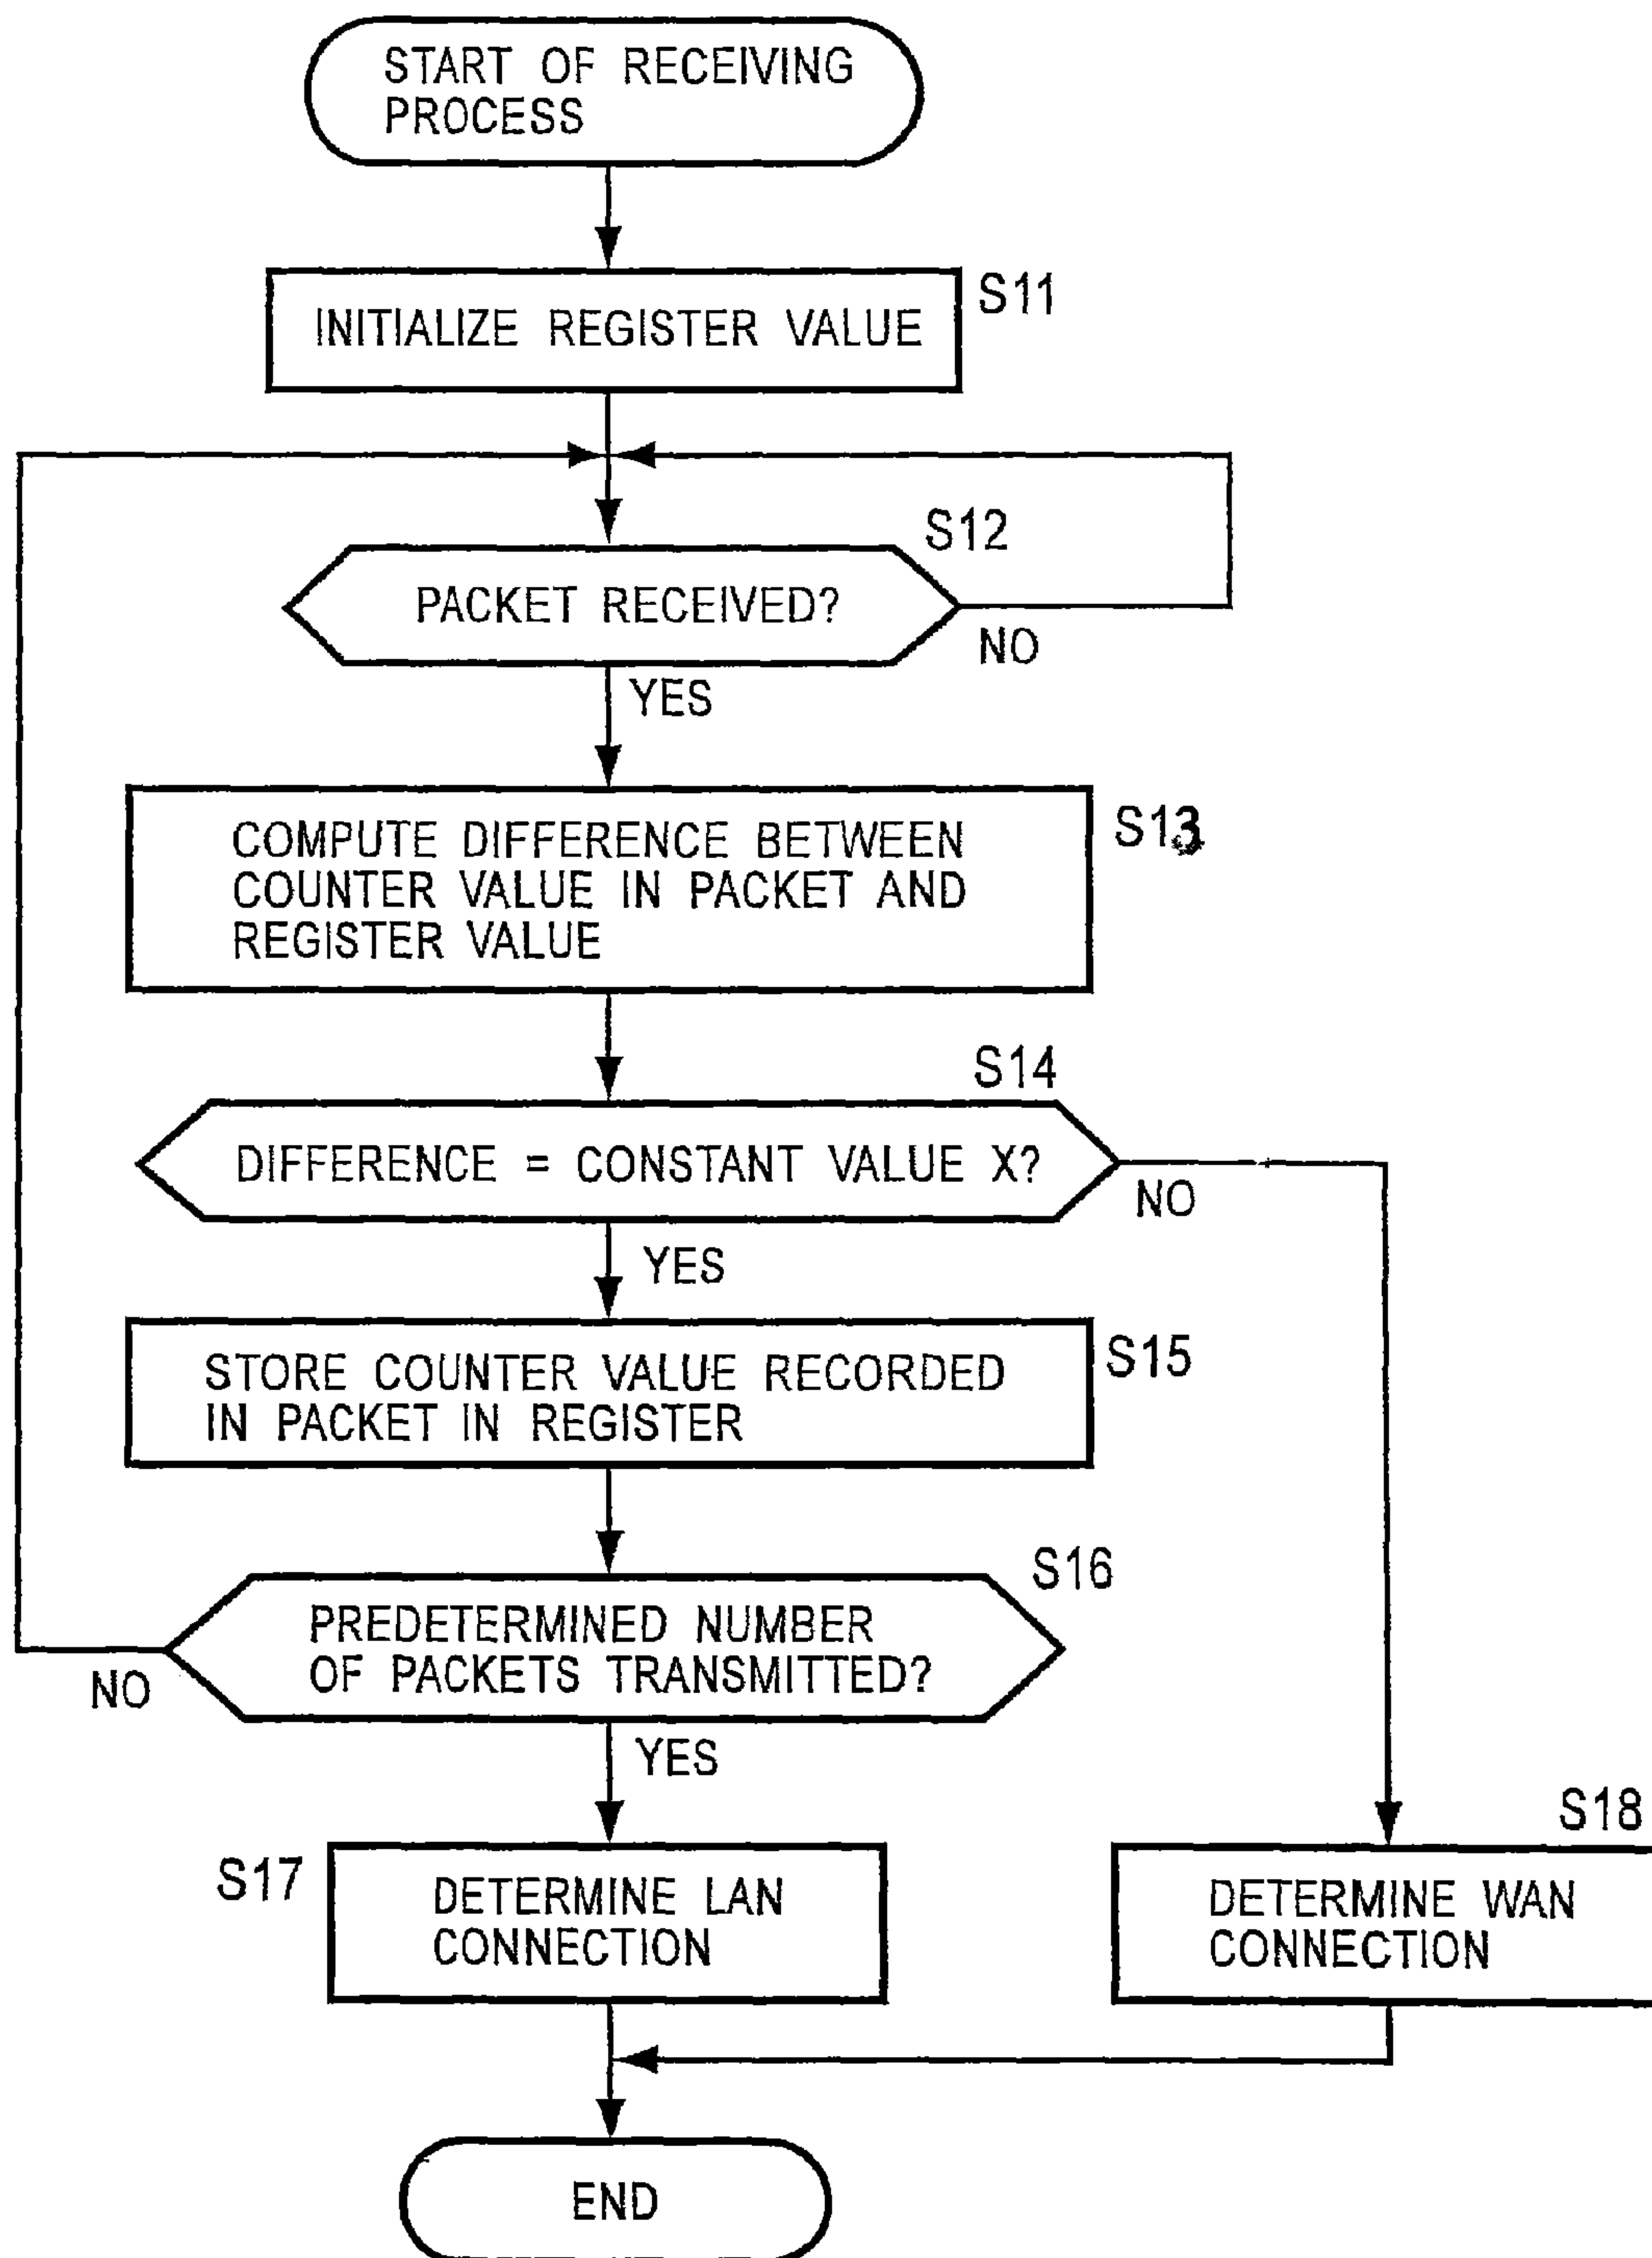 START OF RECEIVING
PROCESS
S11
INITIALIZE REGISTER VALUE
S12
PACKET RECEIVED?
NO
YES
S13
COMPUTE DIFFERENCE BETWEEN
COUNTER VALUE IN PACKET AND
REGISTER VALUE
S14
DIFFERENCE = CONSTANT VALUE X?
NO
YES
S15
STORE COUNTER VALUE RECORDED
IN PACKET IN REGISTER
S16
PREDETERMINED NUMBER
OF PACKETS TRANSMITTED?
NO
YES
S17
DETERMINE LAN
CONNECTION
S18
DETERMINE WAN
CONNECTION
END